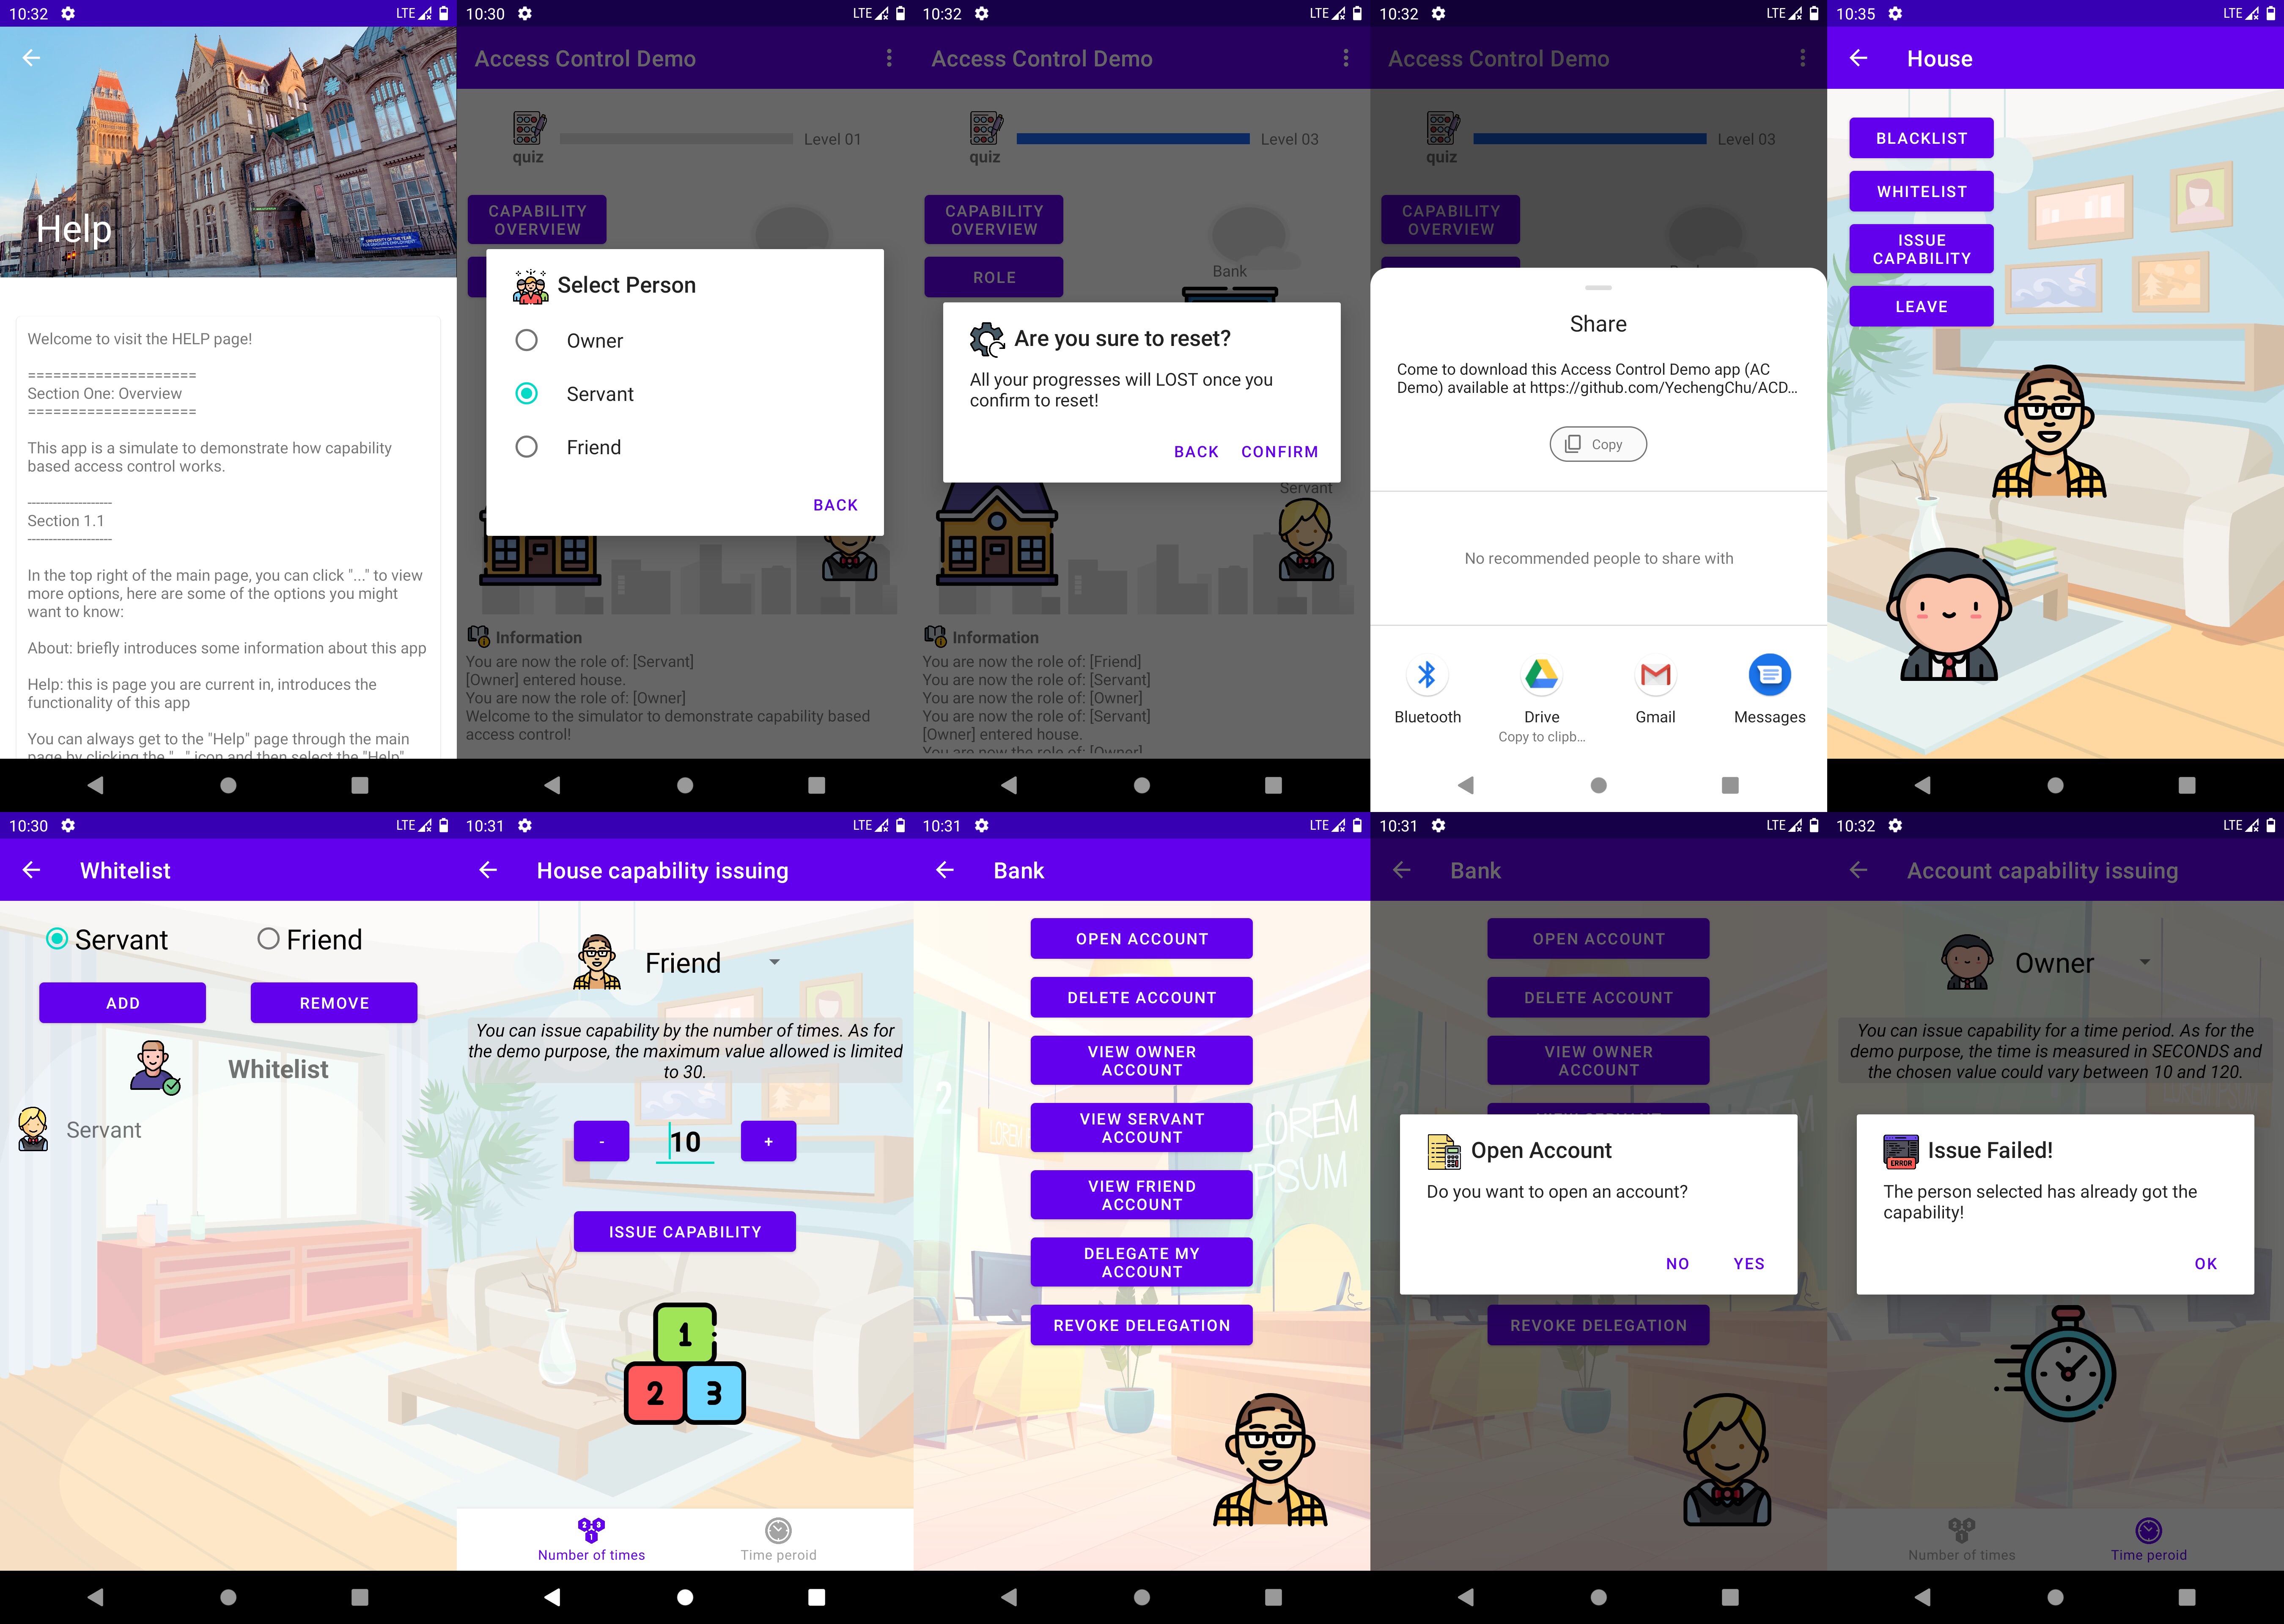 10:32
LTE
Help
UNIVERSITY OF THE YEAR
FOR GRADUATE EMPLOYMENT
Welcome to visit the HELP page!
====================
Section One: Overview
====================
This app is a simulate to demonstrate how capability
based access control works.
--------------------
Section 1.1
--------------------
In the top right of the main page, you can click "..." to view
more options, here are some of the options you might
want to know:
About: briefly introduces some information about this app
Help: this is page you are current in, introduces the
functionality of this app
You can always get to the "Help" page through the main
page by clicking the "..." icon and then select the "Help"
10:30
LTE
Access Control Demo
quiz
Level 01
CAPABILITY
OVERVIEW
Select Person
Owner
Servant
Friend
BACK
Information
You are now the role of: [Servant]
[Owner] entered house.
You are now the role of: [Owner]
Welcome to the simulator to demonstrate capability based
access control!
10:32
LTE
Access Control Demo
quiz
Level 03
CAPABILITY
OVERVIEW
ROLE
Bank
Are you sure to reset?
All your progresses will LOST once you
confirm to reset!
BACK CONFIRM
Servant
Information
You are now the role of: [Friend]
You are now the role of: [Servant]
You are now the role of: [Owner]
You are now the role of: [Servant]
[Owner] entered house.
You are now the role of: [Owner]
10:32
LTE
Access Control Demo
quiz
Level 03
CAPABILITY
OVERVIEW
Share
Come to download this Access Control Demo app (AC
Demo) available at https://github.com/YechengChu/ACD...
Copy
No recommended people to share with
Bluetooth
Drive
Copy to clipb...
Gmail
Messages
10:35
LTE
House
BLACKLIST
WHITELIST
ISSUE
CAPABILITY
LEAVE
10:30
LTE
Whitelist
Servant
Friend
ADD
REMOVE
Whitelist
Servant
10:31
LTE
House capability issuing
Friend
You can issue capability by the number of times. As for
the demo purpose, the maximum value allowed is limited
to 30.
- 10 +
ISSUE CAPABILITY
1
2 3
Number of times
Time peroid
10:31
LTE
Bank
OPEN ACCOUNT
DELETE ACCOUNT
VIEW OWNER
ACCOUNT
VIEW SERVANT
ACCOUNT
VIEW FRIEND
ACCOUNT
DELEGATE MY
ACCOUNT
REVOKE DELEGATION
LOREM
IPSUM
10:31
LTE
Bank
OPEN ACCOUNT
DELETE ACCOUNT
VIEW OWNER
ACCOUNT
VIEW SERVANT
Open Account
Do you want to open an account?
NO YES
REVOKE DELEGATION
10:32
LTE
Account capability issuing
Owner
You can issue capability for a time period. As for the
demo purpose, the time is measured in SECONDS and
the chosen value could vary between 10 and 120.
ERROR
Issue Failed!
The person selected has already got the
capability!
OK
Number of times
Time peroid